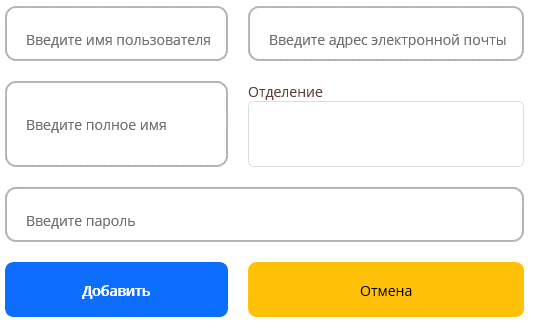 Введите имя пользователя
Введите адрес электронной почты
Введите полное имя
Отделение
Введите пароль
Добавить
Отмена